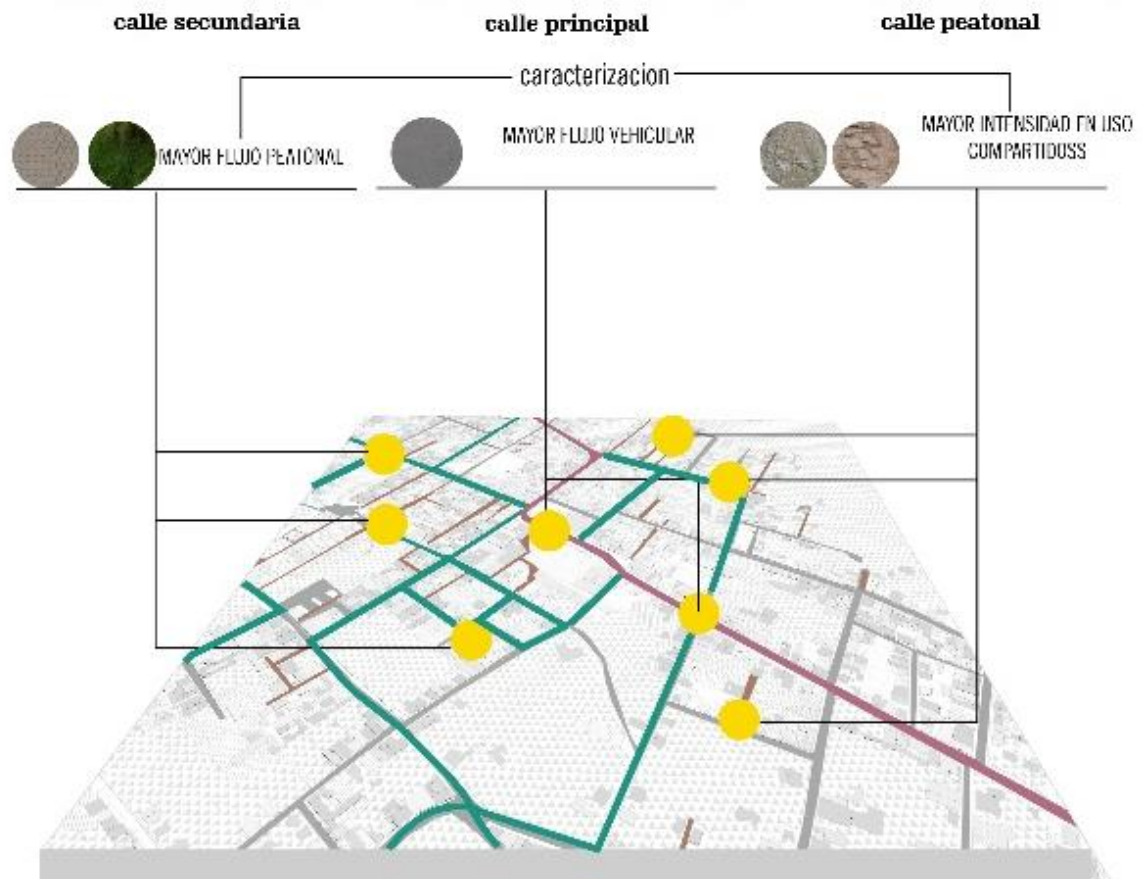 calle secundaria
calle principal
calle peatonal
caracterizacion
MAYOR FLUJO PEATONAL
MAYOR FLUJO VEHICULAR
MAYOR INTENSIDAD EN USO
COMPARTIDOSS